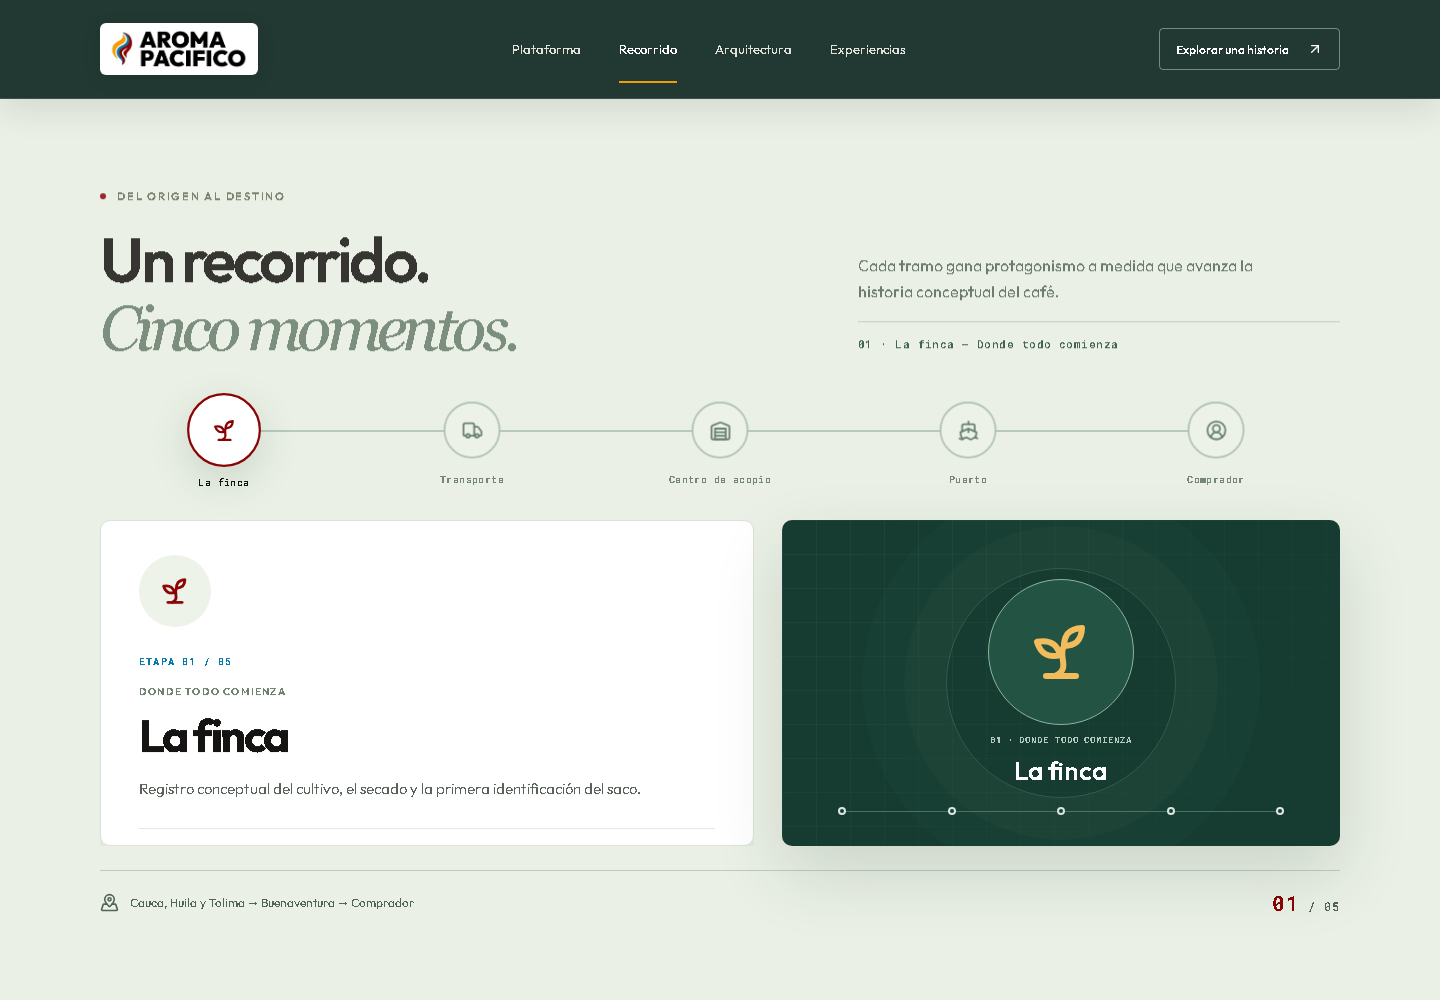 AROMA
PACIFICO
Plataforma
Recorrido
Arquitectura
Experiencias
Explorar una historia
DEL ORIGEN AL DESTINO
Un recorrido.
Cinco momentos.
Cada tramo gana protagonismo a medida que avanza la
historia conceptual del café.
01 · La finca — Donde todo comienza
La finca
Transporte
Centro de acopio
Puerto
Comprador
ETAPA 01 / 05
DONDE TODO COMIENZA
La finca
Registro conceptual del cultivo, el secado y la primera identificación del saco.
01 · DONDE TODO COMIENZA
La finca
Cauca, Huila y Tolima → Buenaventura → Comprador
01 / 05